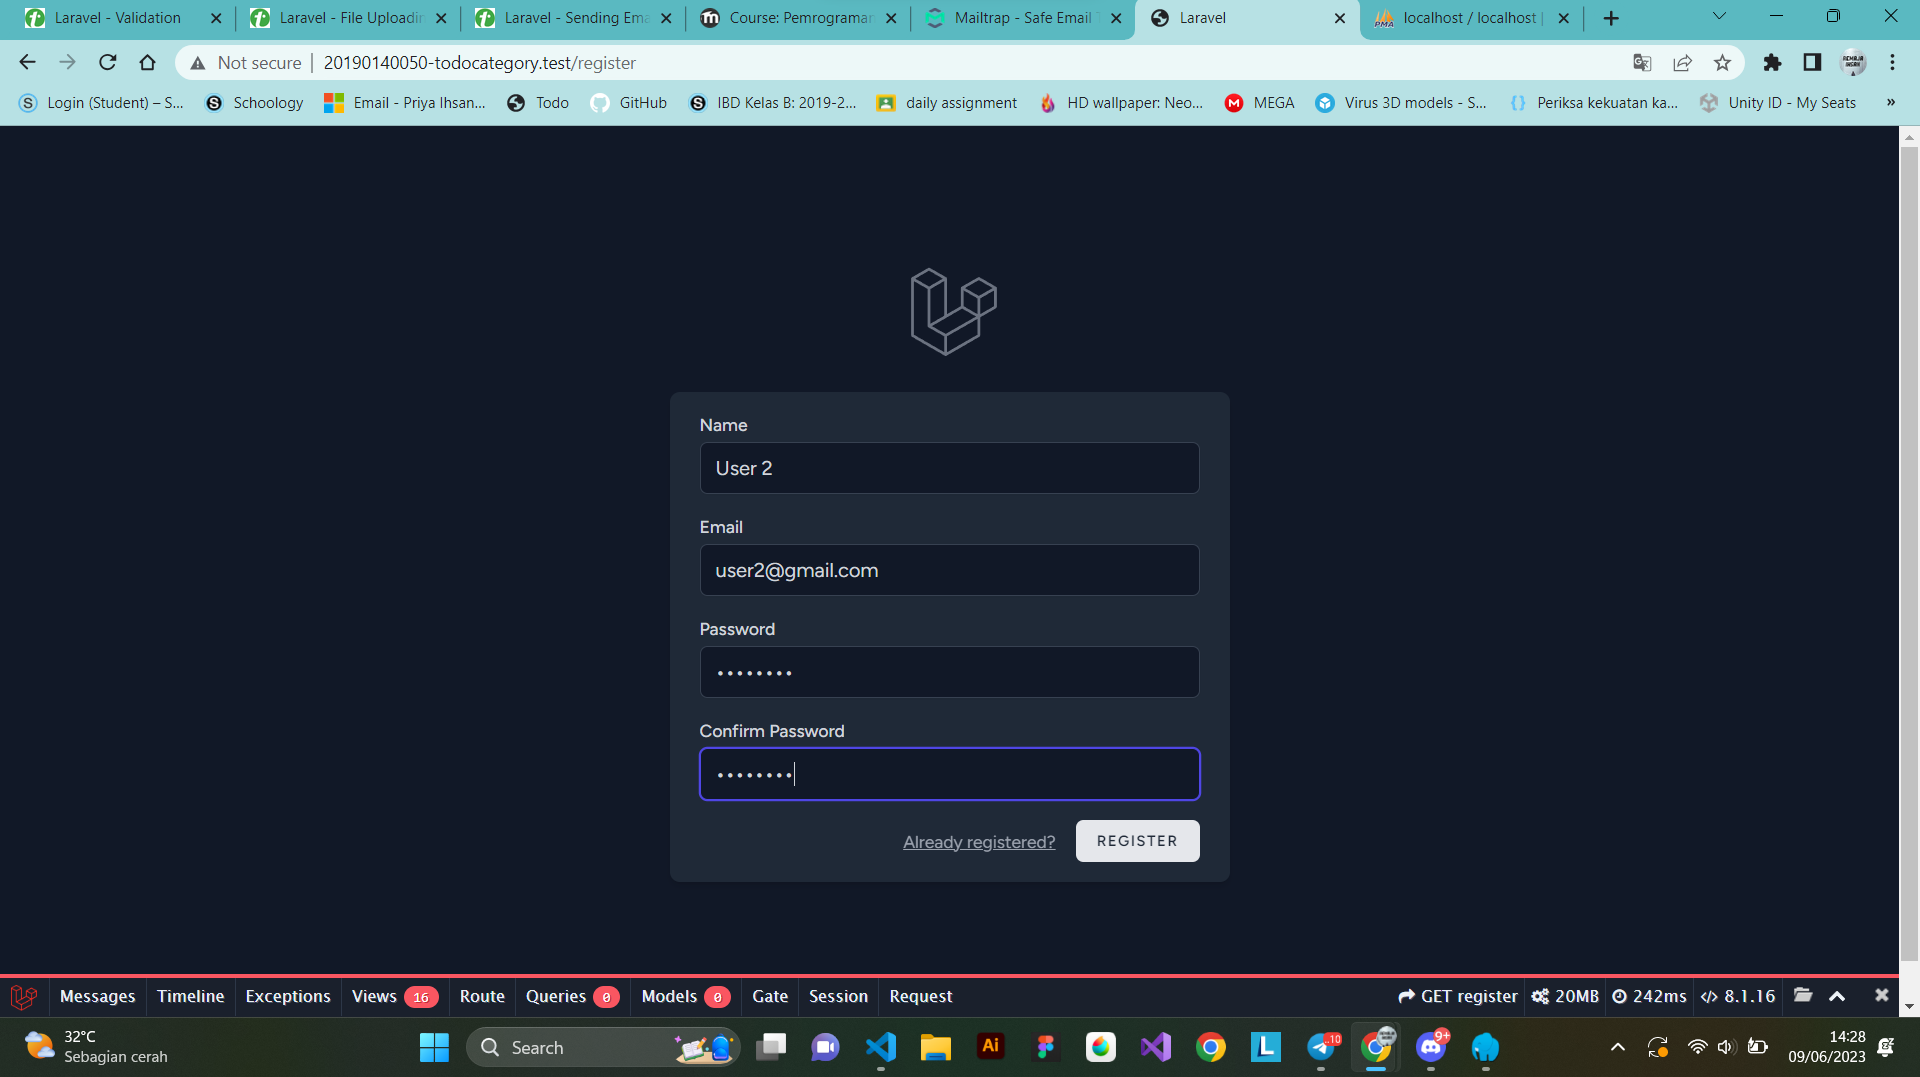 Laravel - Validation
Laravel - File Uploadin
Laravel - Sending Ema
Course: Pemrograman
Mailtrap - Safe Email T
Laravel
localhost / localhost |
Not secure
20190140050-todocategory.test/register
Login (Student) – S...
Schoology
Email - Priya Ihsan...
Todo
GitHub
IBD Kelas B: 2019-2...
daily assignment
HD wallpaper: Neo...
MEGA
Virus 3D models - S...
Periksa kekuatan ka...
Unity ID - My Seats
»
Name
User 2
Email
user2@gmail.com
Password
••••••••
Confirm Password
••••••••
Already registered?
REGISTER
Messages
Timeline
Exceptions
Views 16
Route
Queries 0
Models 0
Gate
Session
Request
GET register
20MB
242ms
8.1.16
32°C
Sebagian cerah
Search
Ai
L
..10
9+
14:28
09/06/2023